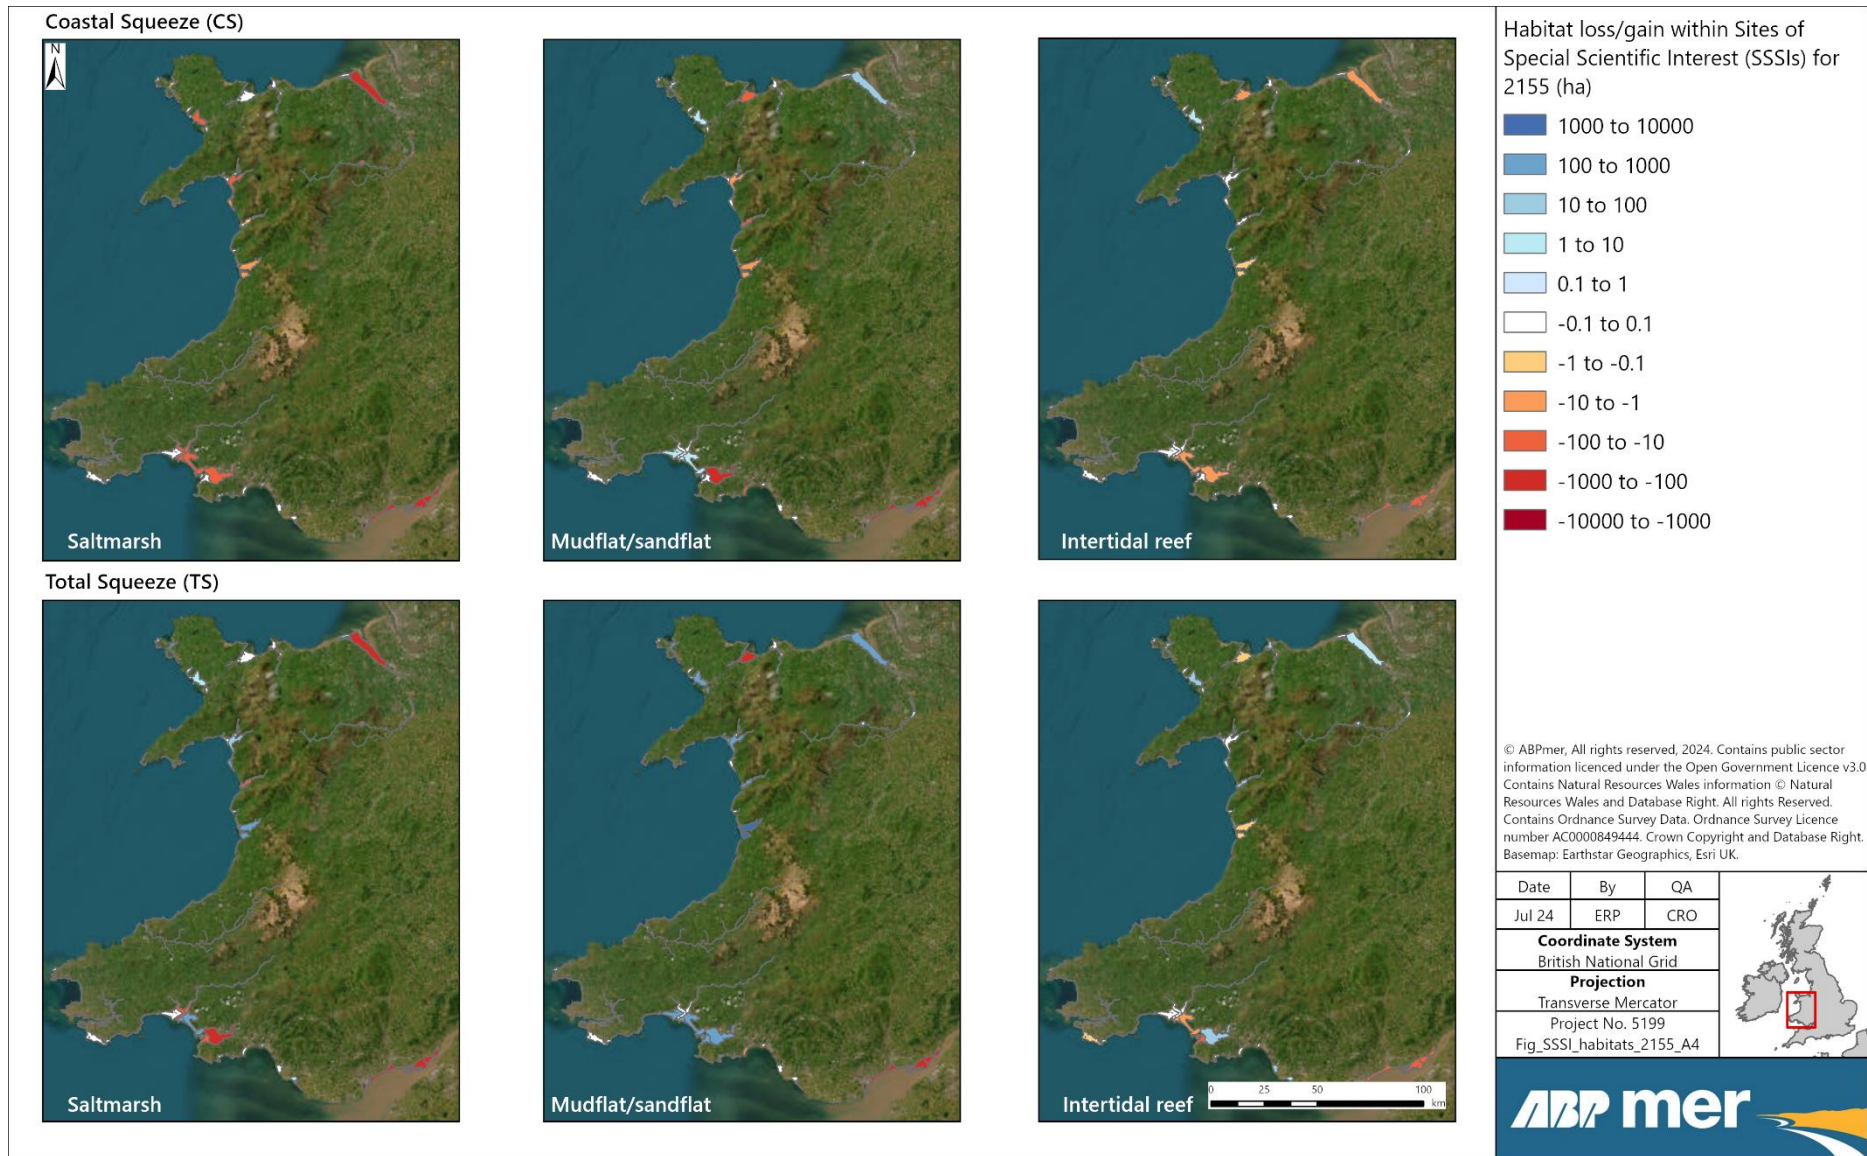 Coastal Squeeze (CS)
N
Saltmarsh
Mudflat/sandflat
Intertidal reef
Total Squeeze (TS)
Saltmarsh
Mudflat/sandflat
Intertidal reef
0 25 50 100
km
Habitat loss/gain within Sites of
Special Scientific Interest (SSSIs) for
2155 (ha)
1000 to 10000
100 to 1000
10 to 100
1 to 10
0.1 to 1
-0.1 to 0.1
-1 to -0.1
-10 to -1
-100 to -10
-1000 to -100
-10000 to -1000
© ABPmer, All rights reserved, 2024. Contains public sector
information licenced under the Open Government Licence v3.0
Contains Natural Resources Wales information © Natural
Resources Wales and Database Right. All rights Reserved.
Contains Ordnance Survey Data. Ordnance Survey Licence
number AC0000849444. Crown Copyright and Database Right.
Basemap: Earthstar Geographics, Esri UK.
Date By QA
Jul 24 ERP CRO
Coordinate System
British National Grid
Projection
Transverse Mercator
Project No. 5199
Fig_SSSI_habitats_2155_A4
ABP mer